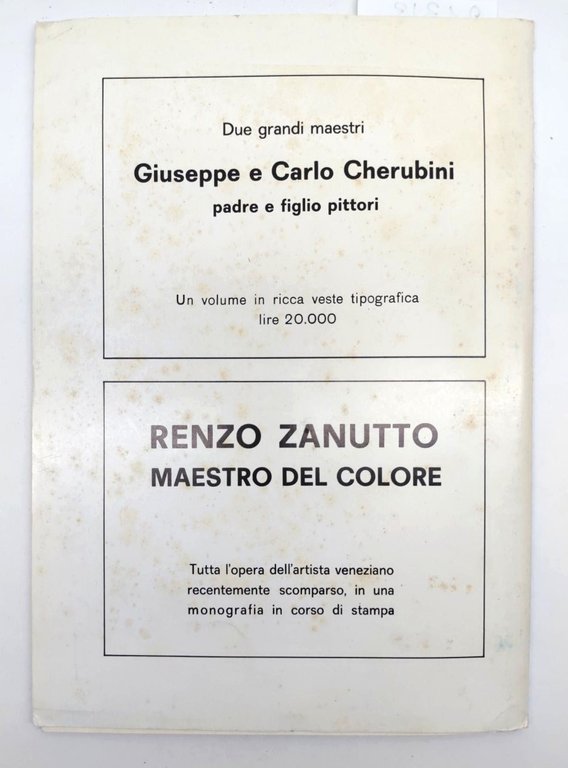 Due grandi maestri
Giuseppe e Carlo Cherubini
padre e figlio pittori
Un volume in ricca veste tipografica
lire 20.000
RENZO ZANUTTO
MAESTRO DEL COLORE
Tutta l'opera dell'artista veneziano
recentemente scomparso, in una
monografia in corso di stampa